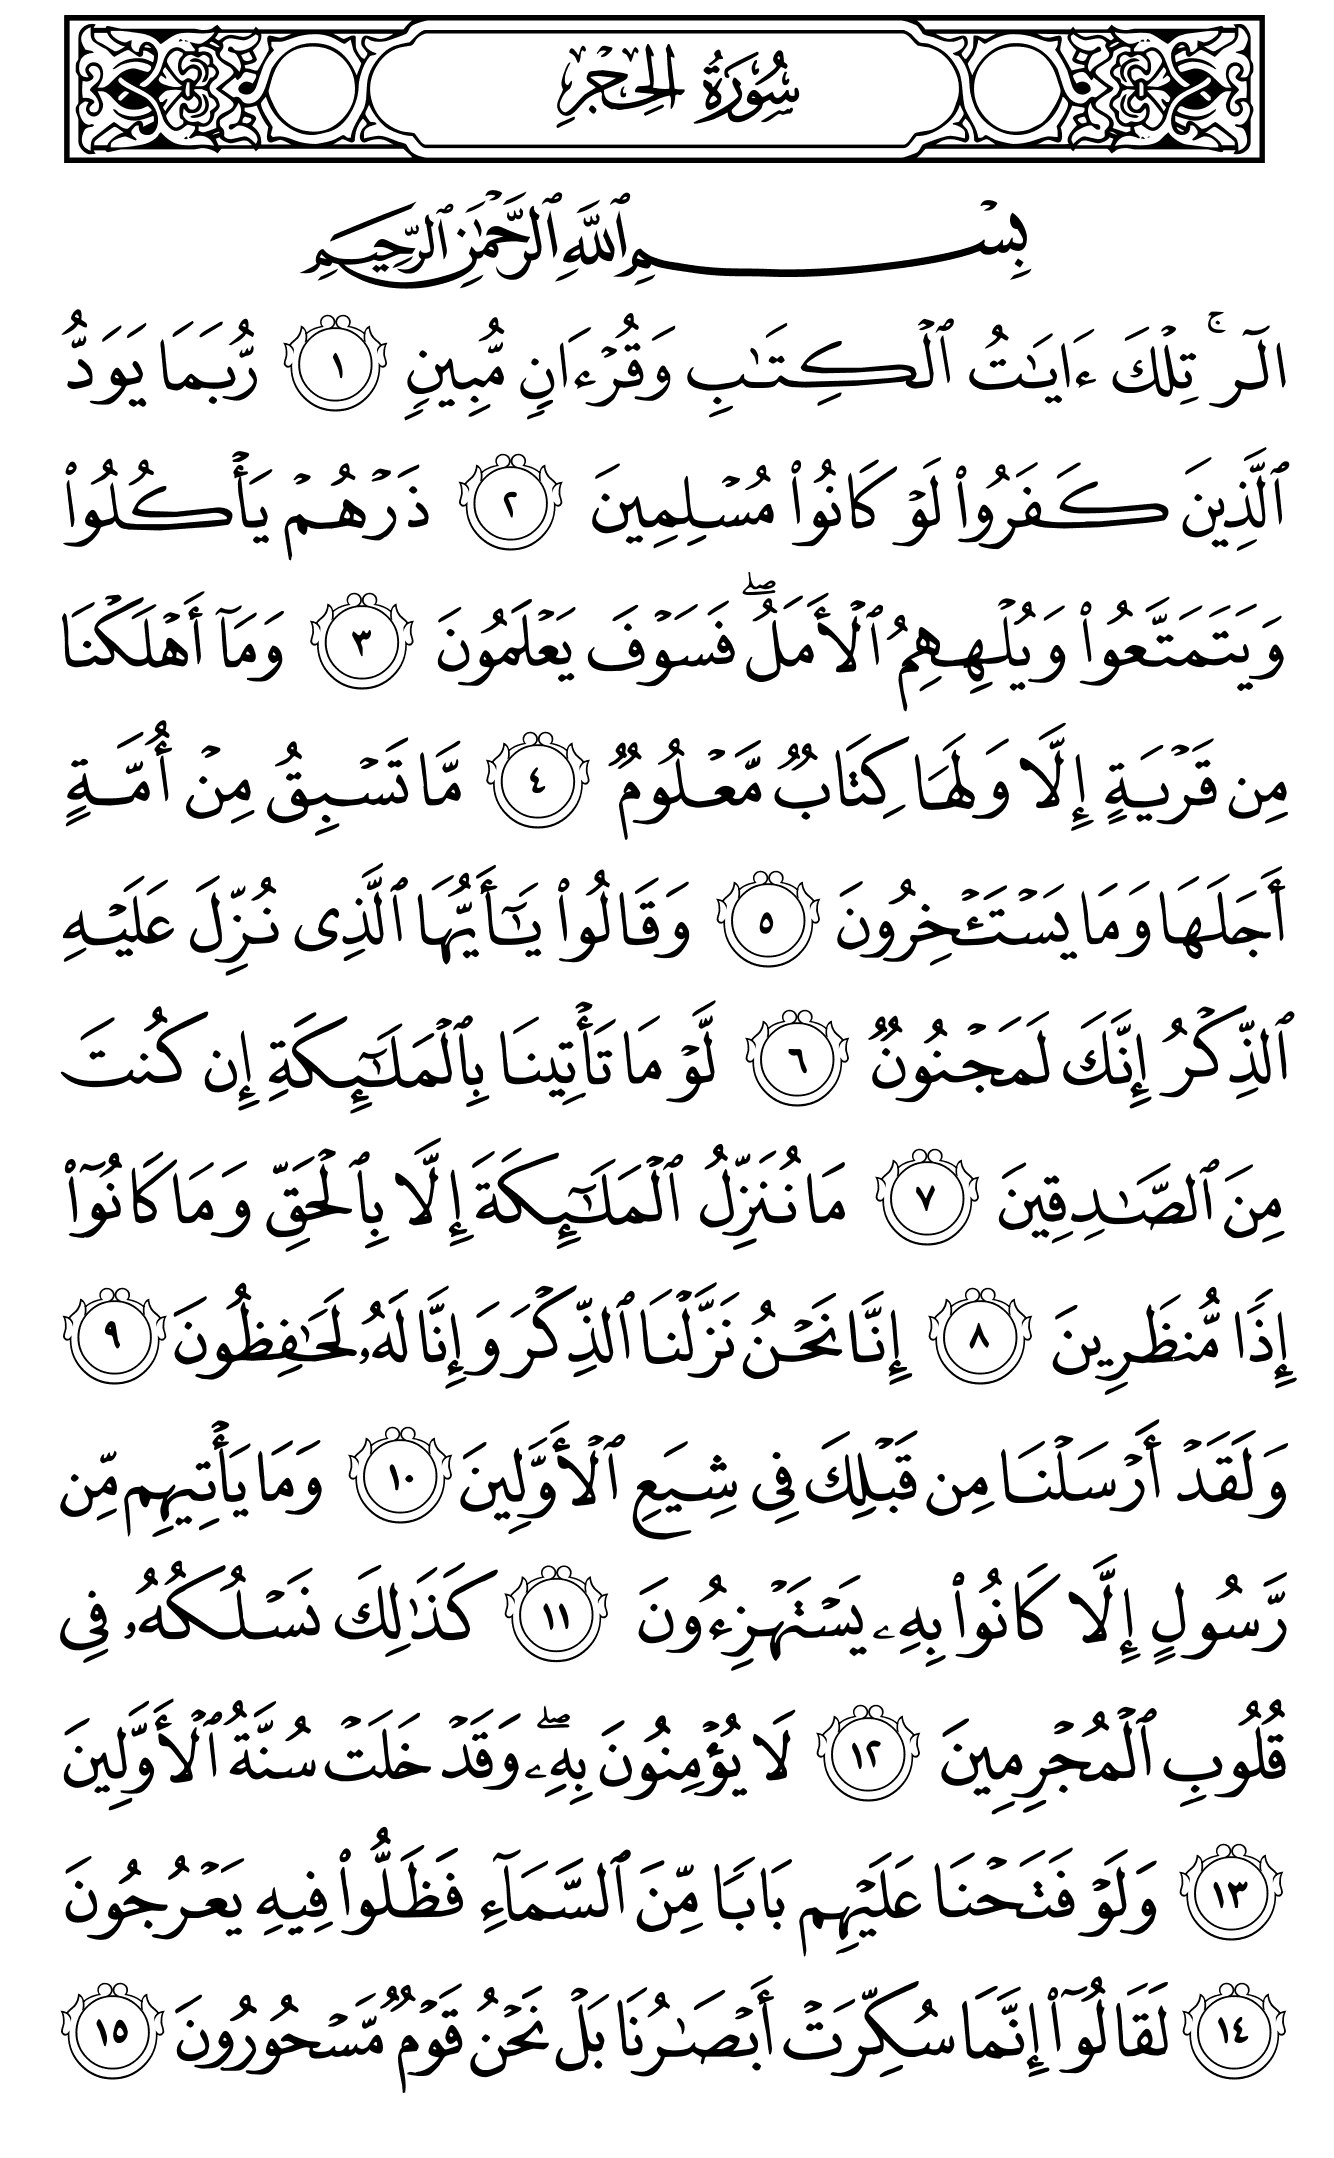 سُورَةُ الحِجْرِ
بِسْمِ ٱللَّهِ ٱلرَّحْمَٰنِ ٱلرَّحِيمِ
الٓرۚ تِلْكَ ءَايَـٰتُ ٱلْكِتَـٰبِ وَقُرْءَانٍ مُّبِينٍ ١ رُّبَمَا يَوَدُّ
ٱلَّذِينَ كَفَرُوا۟ لَوْ كَانُوا۟ مُسْلِمِينَ ٢ ذَرْهُمْ يَأْكُلُوا۟
وَيَتَمَتَّعُوا۟ وَيُلْهِهِمُ ٱلْأَمَلُۖ فَسَوْفَ يَعْلَمُونَ ٣ وَمَآ أَهْلَكْنَا
مِن قَرْيَةٍ إِلَّا وَلَهَا كِتَابٌ مَّعْلُومٌ ٤ مَّا تَسْبِقُ مِنْ أُمَّةٍ
أَجَلَهَا وَمَا يَسْتَـْٔخِرُونَ ٥ وَقَالُوا۟ يَـٰٓأَيُّهَا ٱلَّذِى نُزِّلَ عَلَيْهِ
ٱلذِّكْرُ إِنَّكَ لَمَجْنُونٌ ٦ لَّوْ مَا تَأْتِينَا بِٱلْمَلَـٰٓئِكَةِ إِن كُنتَ
مِنَ ٱلصَّـٰدِقِينَ ٧ مَا نُنَزِّلُ ٱلْمَلَـٰٓئِكَةَ إِلَّا بِٱلْحَقِّ وَمَا كَانُوٓا۟
إِذًا مُّنظَرِينَ ٨ إِنَّا نَحْنُ نَزَّلْنَا ٱلذِّكْرَ وَإِنَّا لَهُۥ لَحَـٰفِظُونَ ٩
وَلَقَدْ أَرْسَلْنَا مِن قَبْلِكَ فِى شِيَعِ ٱلْأَوَّلِينَ ١٠ وَمَا يَأْتِيهِم مِّن
رَّسُولٍ إِلَّا كَانُوا۟ بِهِۦ يَسْتَهْزِءُونَ ١١ كَذَٰلِكَ نَسْلُكُهُۥ فِى
قُلُوبِ ٱلْمُجْرِمِينَ ١٢ لَا يُؤْمِنُونَ بِهِۦۖ وَقَدْ خَلَتْ سُنَّةُ ٱلْأَوَّلِينَ
١٣ وَلَوْ فَتَحْنَا عَلَيْهِم بَابًا مِّنَ ٱلسَّمَآءِ فَظَلُّوا۟ فِيهِ يَعْرُجُونَ
١٤ لَقَالُوٓا۟ إِنَّمَا سُكِّرَتْ أَبْصَـٰرُنَا بَلْ نَحْنُ قَوْمٌ مَّسْحُورُونَ ١٥